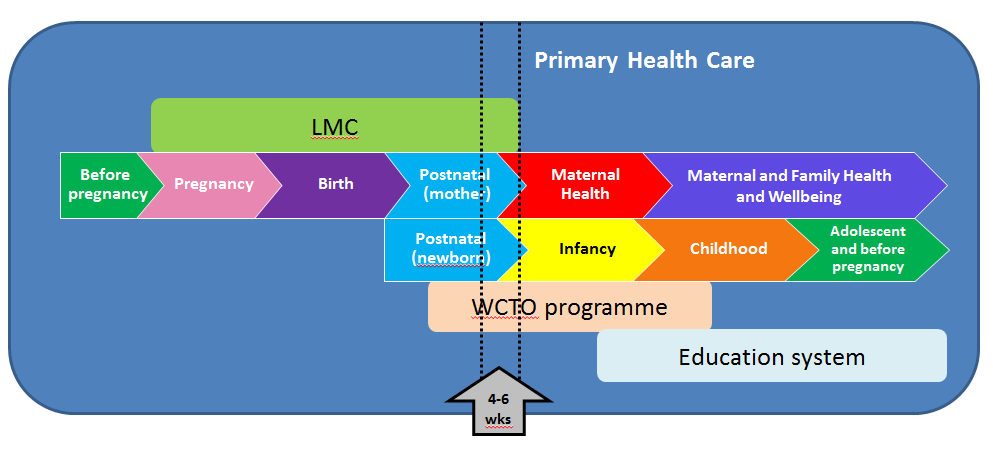 Primary Health Care
LMC
Before
pregnancy
Pregnancy
Birth
Postnatal
(mother)
Maternal
Health
Maternal and Family Health
and Wellbeing
Postnatal
(newborn)
Infancy
Childhood
Adolescent
and before
pregnancy
WCTO programme
Education system
4-6
wks